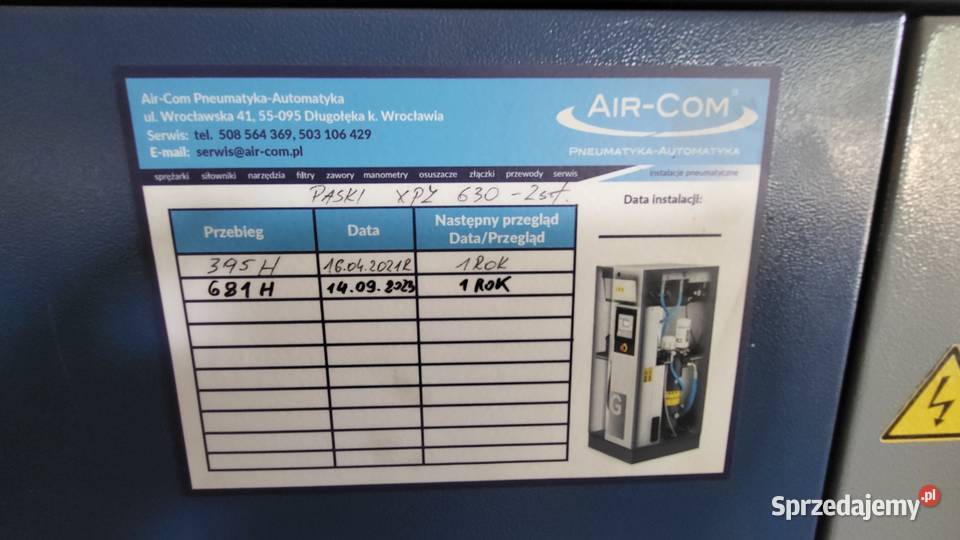 Air-Com Pneumatyka-Automatyka
ul. Wrocławska 41, 55-095 Długołęka k. Wrocławia
Serwis: tel. 508 564 369, 503 106 429
E-mail: serwis@air-com.pl
AIR-COM
PNEUMATYKA-AUTOMATYKA
sprężarki siłowniki narzędzia filtry zawory manometry osuszacze złączki przewody serwis
instalacje pneumatyczne
PASKI XPZ 630 - 2szt.
Data instalacji:
Przebieg Data Następny przegląd Data/Przegląd
395H 16.04.2021R 1ROK
681H 14.09.2023 1ROK
G
Sprzedajemy.pl